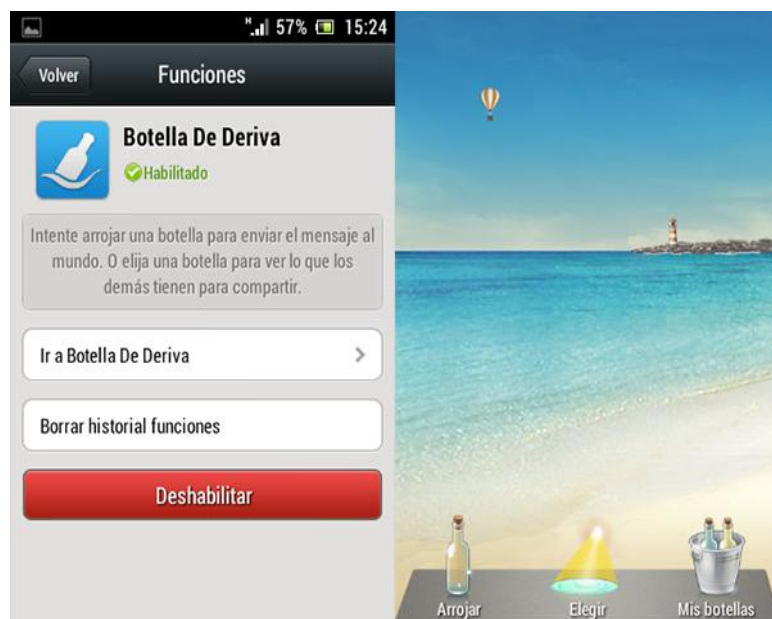 57% 15:24
Volver
Funciones
Botella De Deriva
Habilitado
Intente arrojar una botella para enviar el mensaje al
mundo. O elija una botella para ver lo que los
demás tienen para compartir.
Ir a Botella De Deriva
Borrar historial funciones
Deshabilitar
Arrojar
Elegir
Mis botellas